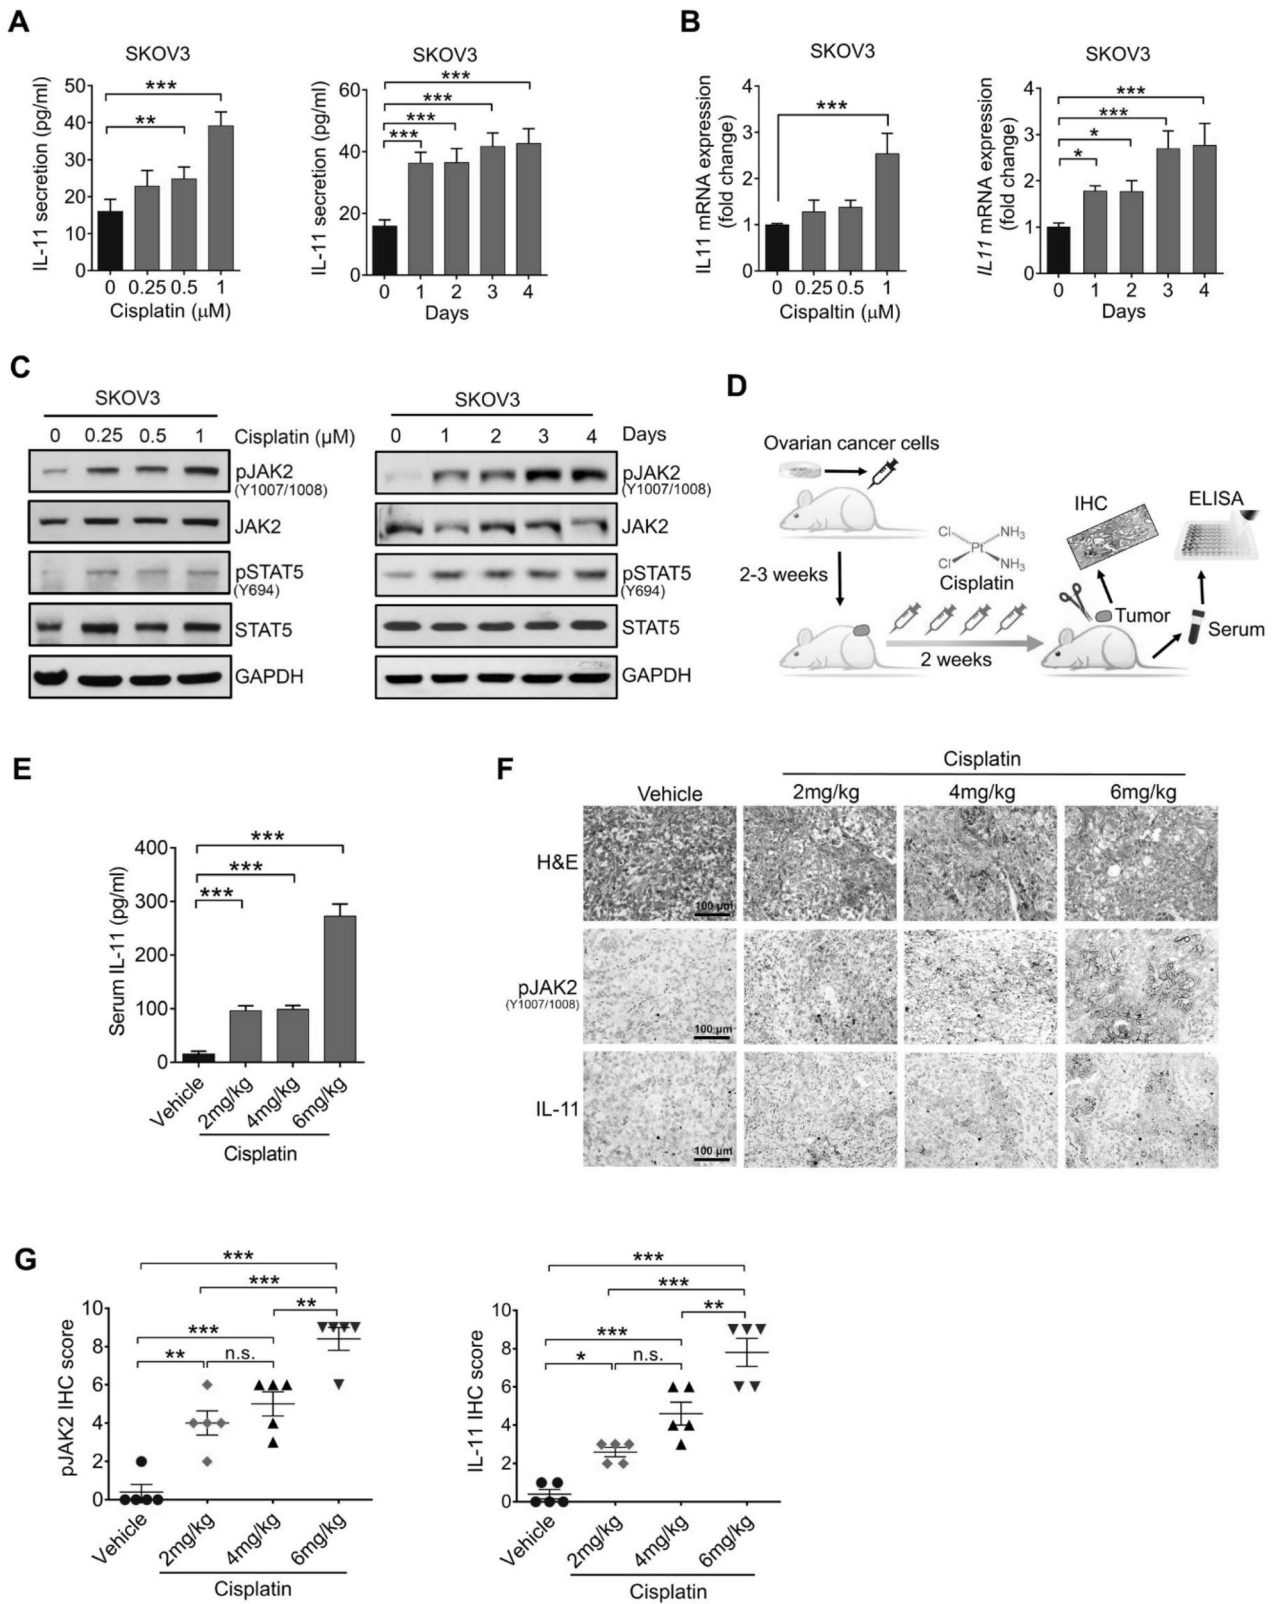 A
SKOV3
IL-11 secretion (pg/ml)
50
40
30
20
10
0
***
**
0 0.25 0.5 1
Cisplatin (μM)
SKOV3
IL-11 secretion (pg/ml)
60
40
20
0
***
***
***
***
0 1 2 3 4
Days
B
SKOV3
IL11 mRNA expression
(fold change)
4
3
2
1
0
***
0 0.25 0.5 1
Cispaltin (μM)
SKOV3
IL11 mRNA expression
(fold change)
4
3
2
1
0
***
***
*
*
0 1 2 3 4
Days
C
SKOV3
0 0.25 0.5 1 Cisplatin (μM)
pJAK2
(Y1007/1008)
JAK2
pSTAT5
(Y694)
STAT5
GAPDH
SKOV3
0 1 2 3 4 Days
pJAK2
(Y1007/1008)
JAK2
pSTAT5
(Y694)
STAT5
GAPDH
D
Ovarian cancer cells
2-3 weeks
Cl NH3
Pt
Cl NH3
Cisplatin
2 weeks
IHC
ELISA
Tumor
Serum
E
Serum IL-11 (pg/ml)
400
300
200
100
0
***
***
***
Vehicle 2mg/kg 4mg/kg 6mg/kg
Cisplatin
F
Cisplatin
Vehicle 2mg/kg 4mg/kg 6mg/kg
H&E
100 μm
pJAK2
(Y1007/1008)
100 μm
IL-11
100 μm
G
pJAK2 IHC score
10
8
6
4
2
0
***
***
**
***
** n.s.
Vehicle 2mg/kg 4mg/kg 6mg/kg
Cisplatin
IL-11 IHC score
10
8
6
4
2
0
***
***
**
***
* n.s.
Vehicle 2mg/kg 4mg/kg 6mg/kg
Cisplatin